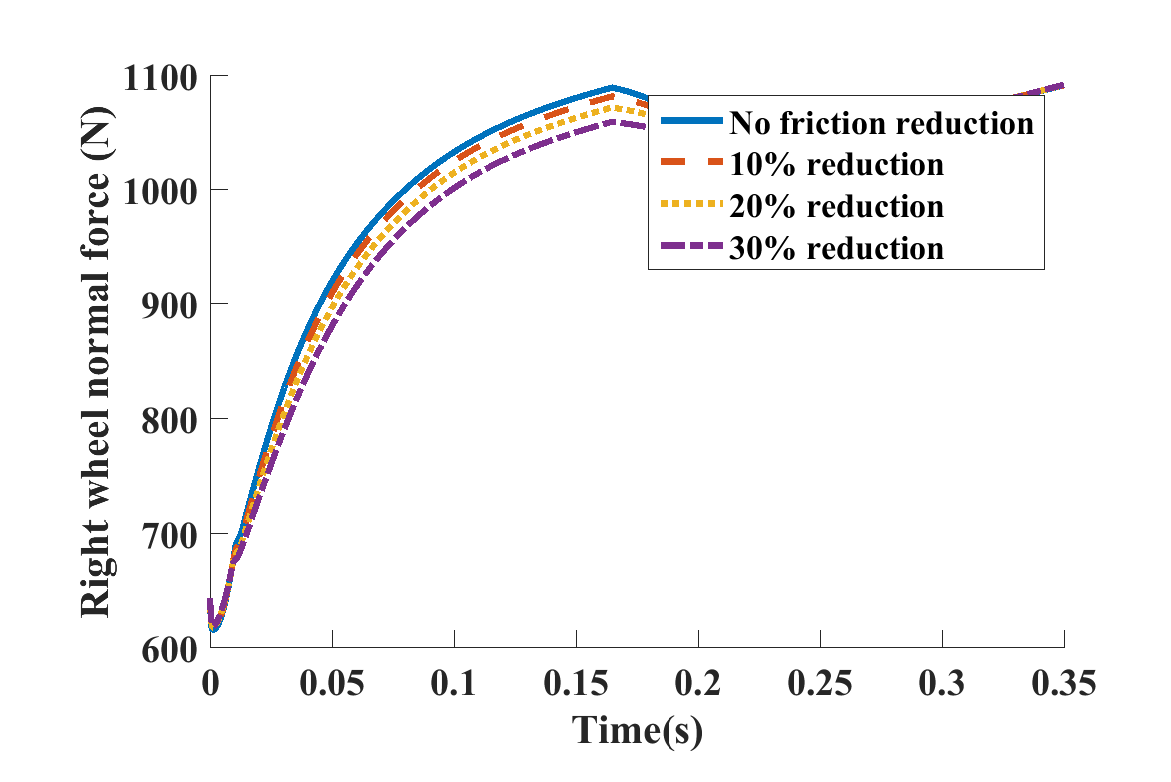 Right wheel normal force (N)
1100
1000
900
800
700
600
0 0.05 0.1 0.15 0.2 0.25 0.3 0.35
Time(s)
No friction reduction
10% reduction
20% reduction
30% reduction